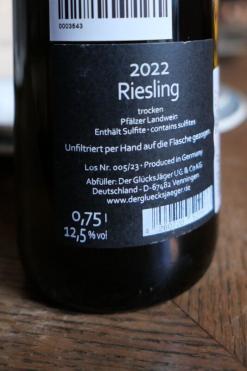 0003543
2022
Riesling
trocken
Pfälzer Landwein
Enthält Sulfite · contains sulfites
Unfiltriert per Hand auf die Flasche gezogen.
Los Nr. 005/23 · Produced in Germany
Abfüller: Der GlücksJäger UG & Co KG
Deutschland - D-67482 Venningen
www.dergluecksjaeger.de
0,75 l
12,5 % vol